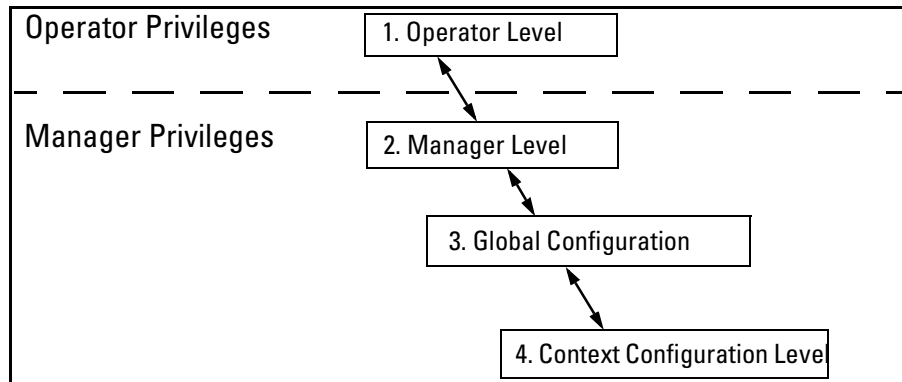 Operator Privileges
1. Operator Level
Manager Privileges
2. Manager Level
3. Global Configuration
4. Context Configuration Level